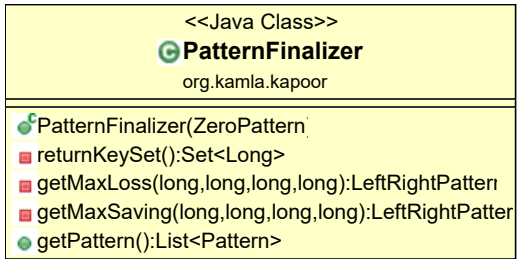 <<Java Class>>
PatternFinalizer
org.kamla.kapoor
PatternFinalizer(ZeroPattern
returnKeySet():Set<Long>
getMaxLoss(long,long,long,long):LeftRightPattern
getMaxSaving(long,long,long,long):LeftRightPatter
getPattern():List<Pattern>